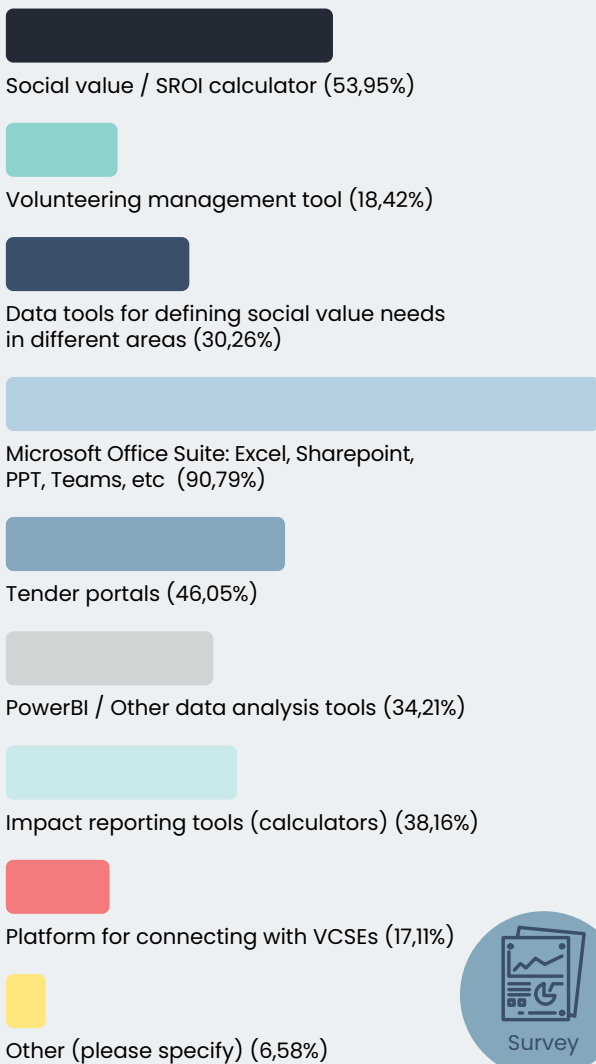 Social value / SROI calculator (53,95%)
Volunteering management tool (18,42%)
Data tools for defining social value needs
in different areas (30,26%)
Microsoft Office Suite: Excel, Sharepoint,
PPT, Teams, etc  (90,79%)
Tender portals (46,05%)
PowerBI / Other data analysis tools (34,21%)
Impact reporting tools (calculators) (38,16%)
Platform for connecting with VCSEs (17,11%)
Other (please specify) (6,58%)
Survey